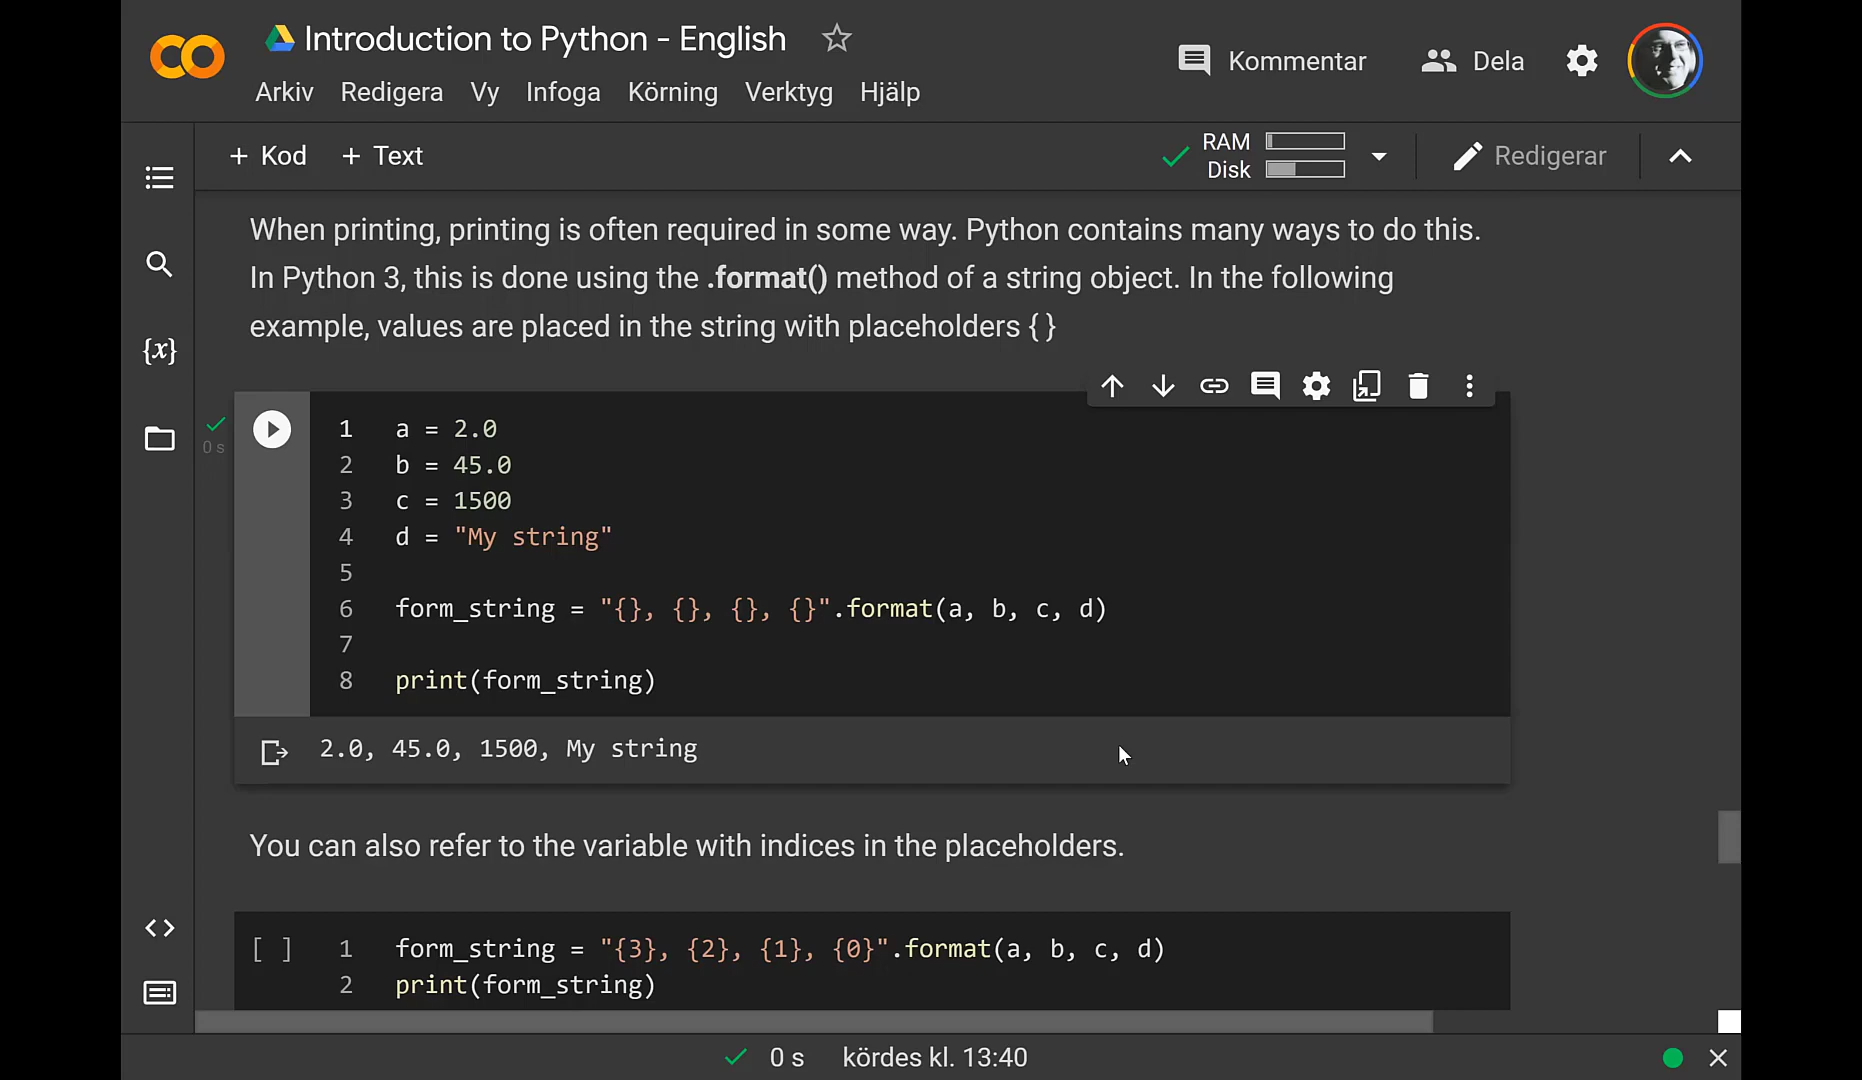 Introduction to Python - English
Kommentar
Dela
Arkiv Redigera Vy Infoga Körning Verktyg Hjälp
+ Kod + Text
RAM
Disk
Redigerar
When printing, printing is often required in some way. Python contains many ways to do this.
In Python 3, this is done using the .format() method of a string object. In the following
example, values are placed in the string with placeholders {}
{x}
0 s
1 a = 2.0
2 b = 45.0
3 c = 1500
4 d = "My string"
5
6 form_string = "{}, {}, {}, {}".format(a, b, c, d)
7
8 print(form_string)
2.0, 45.0, 1500, My string
You can also refer to the variable with indices in the placeholders.
[ ] 1 form_string = "{3}, {2}, {1}, {0}".format(a, b, c, d)
2 print(form_string)
0 s kördes kl. 13:40